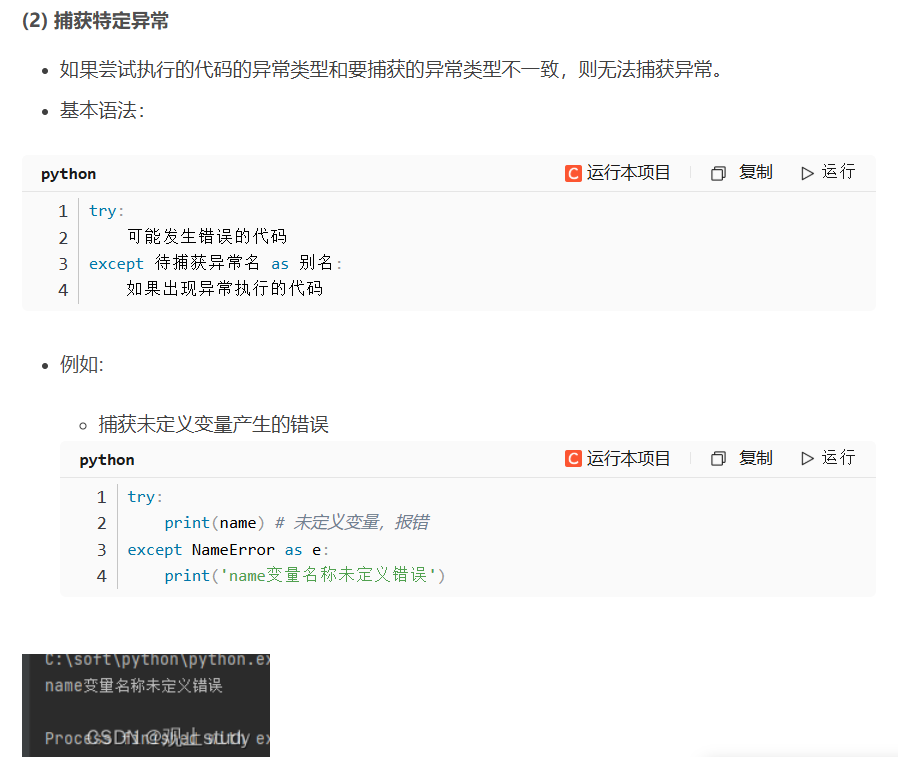 (2) 捕获特定异常
如果尝试执行的代码的异常类型和要捕获的异常类型不一致，则无法捕获异常。
基本语法：
python
C 运行本项目 复制 运行
1 try:
2 可能发生错误的代码
3 except 待捕获异常名 as 别名:
4 如果出现异常执行的代码
例如:
捕获未定义变量产生的错误
python
C 运行本项目 复制 运行
1 try:
2 print(name) # 未定义变量，报错
3 except NameError as e:
4 print('name变量名称未定义错误')
C:\soft\python\python.ex
name变量名称未定义错误
Process finished
CSDN @观止study